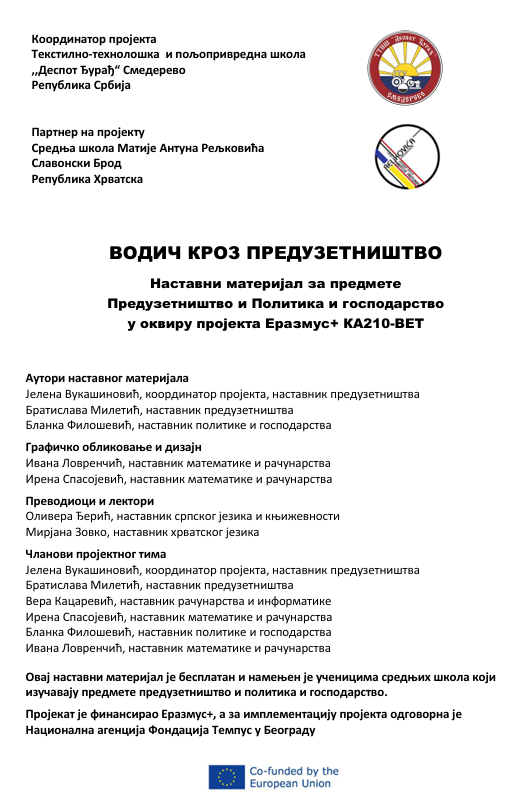 Координатор пројекта
Текстилно-технолошка и пољопривредна школа
,,Деспот Ђурађ“ Смедерево
Република Србија
ТТПШ Деспот Ђурађ
СМЕДЕРЕВО
Партнер на пројекту
Средња школа Матије Антуна Рељковића
Славонски Брод
Република Хрватска
ВОДИЧ КРОЗ ПРЕДУЗЕТНИШТВО
Наставни материјал за предмете
Предузетништво и Политика и господарство
у оквиру пројекта Еразмус+ KA210-ВЕТ
Аутори наставног материјала
Јелена Вукашиновић, координатор пројекта, наставник предузетништва
Братислава Милетић, наставник предузетништва
Бланка Филошевић, наставник политике и господарства
Графичко обликовање и дизајн
Ивана Ловренчић, наставник математике и рачунарства
Ирена Спасојевић, наставник математике и рачунарства
Преводиоци и лектори
Оливера Ђерић, наставник српског језика и књижевности
Мирјана Зовко, наставник хрватског језика
Чланови пројектног тима
Јелена Вукашиновић, координатор пројекта, наставник предузетништва
Братислава Милетић, наставник предузетништва
Вера Кацаревић, наставник рачунарства и информатике
Ирена Спасојевић, наставник математике и рачунарства
Бланка Филошевић, наставник политике и господарства
Ивана Ловренчић, наставник математике и рачунарства
Овај наставни материјал је бесплатан и намењен је ученицима средњих школа који
изучавају предмете предузетништво и политика и господарство.
Пројекат је финансирао Еразмус+, а за имплементацију пројекта одговорна је
Национална агенција Фондација Темпус у Београду
Co-funded by the
European Union